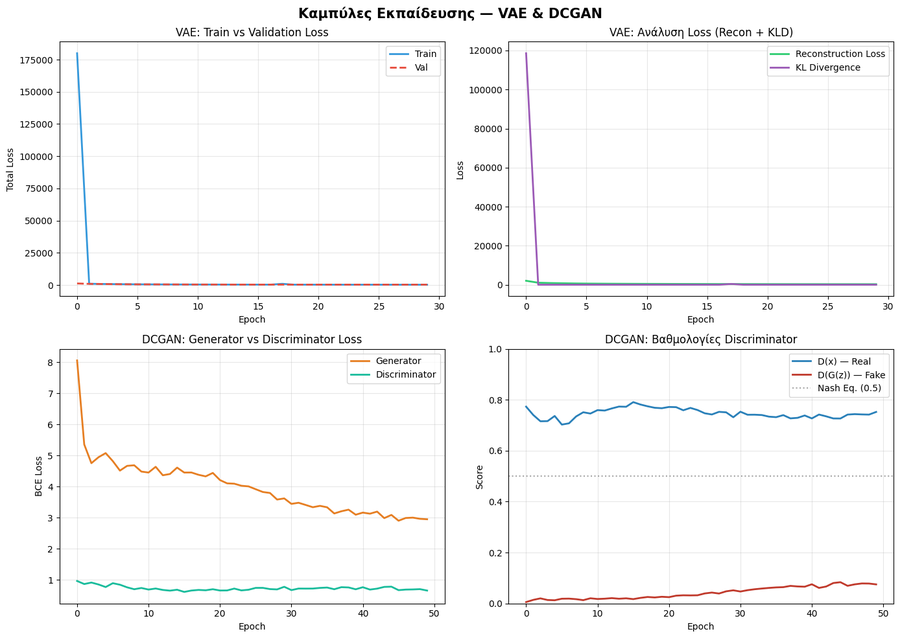 Καμπύλες Εκπαίδευσης — VAE & DCGAN
VAE: Train vs Validation Loss
Total Loss
175000
150000
125000
100000
75000
50000
25000
0
Train
Val
0 5 10 15 20 25 30
Epoch
VAE: Ανάλυση Loss (Recon + KLD)
Loss
120000
100000
80000
60000
40000
20000
0
Reconstruction Loss
KL Divergence
0 5 10 15 20 25 30
Epoch
DCGAN: Generator vs Discriminator Loss
BCE Loss
8
7
6
5
4
3
2
1
Generator
Discriminator
0 10 20 30 40 50
Epoch
DCGAN: Βαθμολογίες Discriminator
Score
1.0
0.8
0.6
0.4
0.2
0.0
D(x) — Real
D(G(z)) — Fake
Nash Eq. (0.5)
0 10 20 30 40 50
Epoch